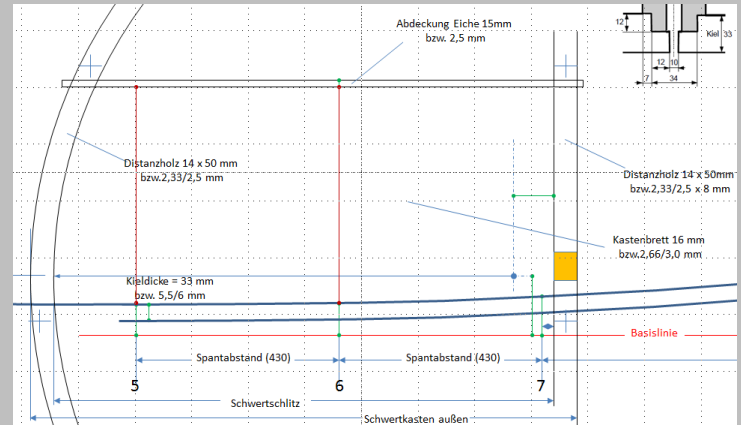 Abdeckung Eiche 15mm
bzw. 2,5 mm
12
Kiel 33
12 10
7 34
Distanzholz 14 x 50 mm
bzw.2,33/2,5 mm
Distanzholz 14 x 50mm
bzw.2,33/2,5 x 8 mm
Kastenbrett 16 mm
bzw.2,66/3,0 mm
Kieldicke = 33 mm
bzw. 5,5/6 mm
Basislinie
Spantabstand (430)
Spantabstand (430)
5
6
7
Schwertschlitz
Schwertkasten außen